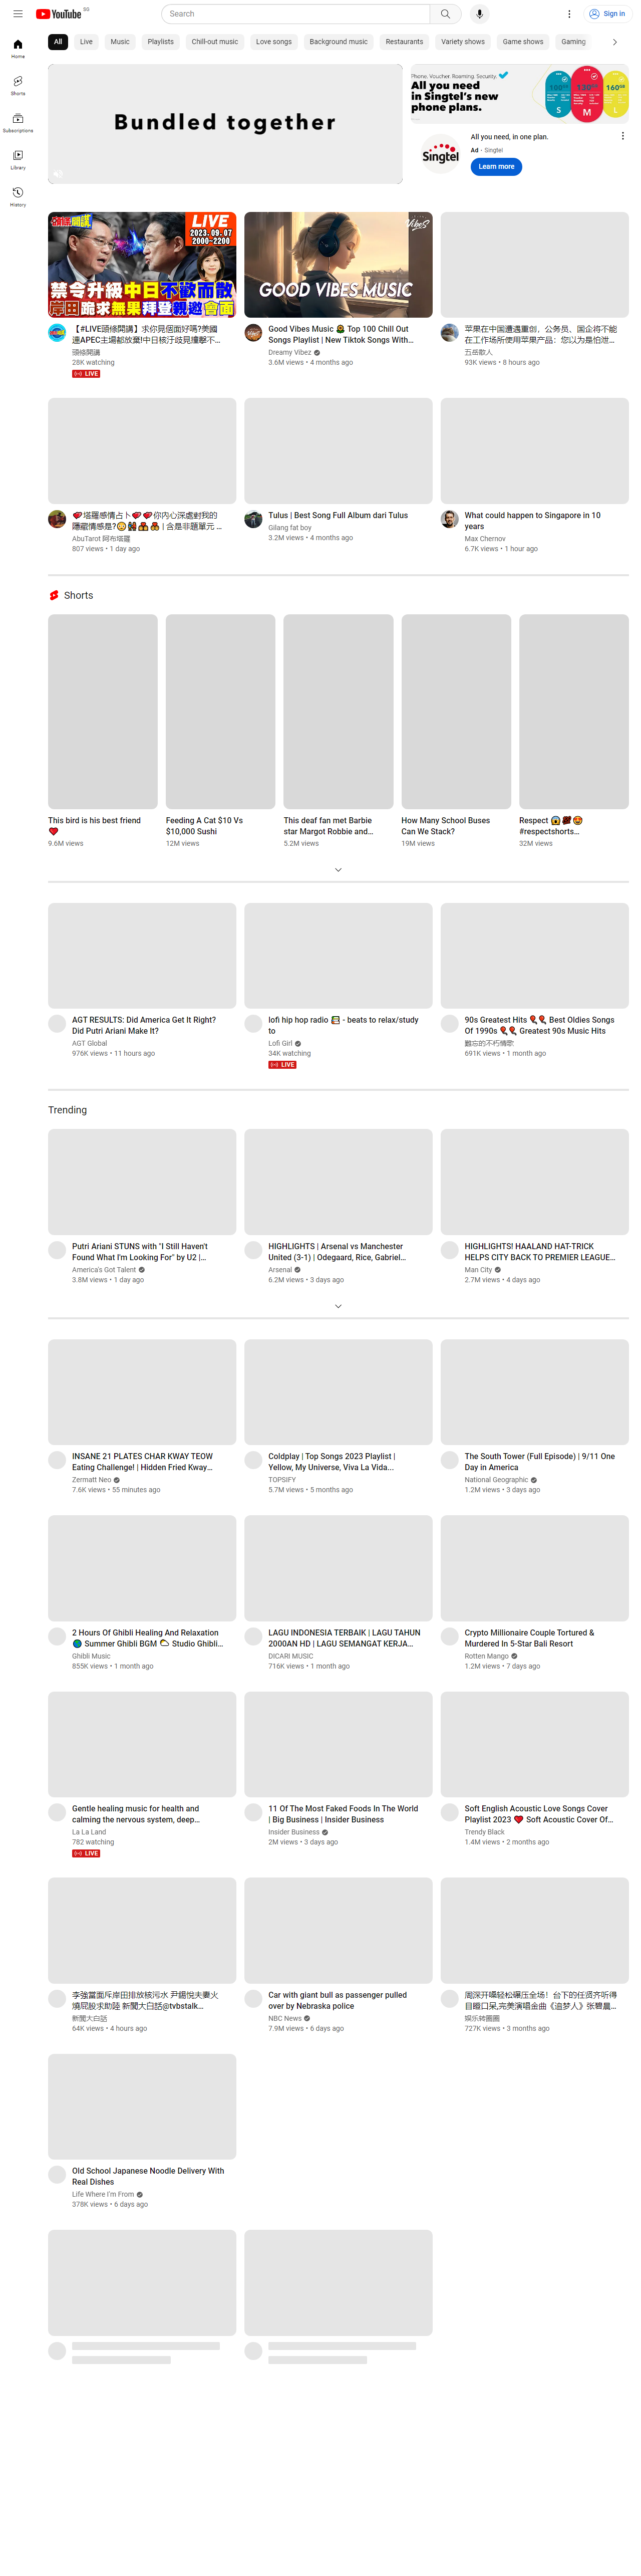 YouTube SG
Search
Sign in
Home
Shorts
Subscriptions
Library
History
All
Live
Music
Playlists
Chill-out music
Love songs
Background music
Restaurants
Variety shows
Game shows
Gaming
Bundled together
Phone, Voucher, Roaming, Security.
All you need
in Singtel's new
phone plans.
S
M
L
Singtel
All you need, in one plan.
Ad · Singtel
Learn more
LIVE
2023.09.07
2000-2200
禁令升級中日不歡而散
岸田跪求無果拜登親邀會面
【#LIVE頭條開講】求你見個面好嗎?美國
連APEC主場都放棄!中日核汙歧見撞擊不...
頭條開講
28K watching
LIVE
GOOD VIBES MUSIC
Good Vibes Music Top 100 Chill Out
Songs Playlist | New Tiktok Songs With...
Dreamy Vibez
3.6M views • 4 months ago
苹果在中国遭遇重创，公务员、国企将不能
在工作场所使用苹果产品：您以为是怕泄...
五岳散人
93K views • 8 hours ago
塔羅感情占卜你内心深處對我的
隱藏情感是? | 含是非題單元 ...
AbuTarot 阿布塔羅
807 views • 1 day ago
Tulus | Best Song Full Album dari Tulus
Gilang fat boy
3.2M views • 4 months ago
What could happen to Singapore in 10
years
Max Chernov
6.7K views • 1 hour ago
Shorts
This bird is his best friend
❤
9.6M views
Feeding A Cat $10 Vs
$10,000 Sushi
12M views
This deaf fan met Barbie
star Margot Robbie and...
5.2M views
How Many School Buses
Can We Stack?
19M views
Respect
#respectshorts...
32M views
AGT RESULTS: Did America Get It Right?
Did Putri Ariani Make It?
AGT Global
976K views • 11 hours ago
lofi hip hop radio - beats to relax/study
to
Lofi Girl
34K watching
LIVE
90s Greatest Hits Best Oldies Songs
Of 1990s Greatest 90s Music Hits
難忘的不朽情歌
691K views • 1 month ago
Trending
Putri Ariani STUNS with "I Still Haven't
Found What I'm Looking For" by U2 |...
America's Got Talent
3.8M views • 1 day ago
HIGHLIGHTS | Arsenal vs Manchester
United (3-1) | Odegaard, Rice, Gabriel...
Arsenal
6.2M views • 3 days ago
HIGHLIGHTS! HAALAND HAT-TRICK
HELPS CITY BACK TO PREMIER LEAGUE...
Man City
2.7M views • 4 days ago
INSANE 21 PLATES CHAR KWAY TEOW
Eating Challenge! | Hidden Fried Kway...
Zermatt Neo
7.6K views • 55 minutes ago
Coldplay | Top Songs 2023 Playlist |
Yellow, My Universe, Viva La Vida...
TOPSIFY
5.7M views • 5 months ago
The South Tower (Full Episode) | 9/11 One
Day in America
National Geographic
1.2M views • 3 days ago
2 Hours Of Ghibli Healing And Relaxation
Summer Ghibli BGM Studio Ghibli...
Ghibli Music
855K views • 1 month ago
LAGU INDONESIA TERBAIK | LAGU TAHUN
2000AN HD | LAGU SEMANGAT KERJA...
DICARI MUSIC
716K views • 1 month ago
Crypto Millionaire Couple Tortured &
Murdered In 5-Star Bali Resort
Rotten Mango
1.2M views • 7 days ago
Gentle healing music for health and
calming the nervous system, deep...
La La Land
782 watching
LIVE
11 Of The Most Faked Foods In The World
| Big Business | Insider Business
Insider Business
2M views • 3 days ago
Soft English Acoustic Love Songs Cover
Playlist 2023 ❤ Soft Acoustic Cover Of...
Trendy Black
1.4M views • 2 months ago
李強當面斥岸田排放核污水 尹錫悅夫妻火
燒屁股求助陸 新聞大白話@tvbstalk...
新聞大白話
64K views • 4 hours ago
Car with giant bull as passenger pulled
over by Nebraska police
NBC News
7.9M views • 6 days ago
周深开嗓轻松碾压全场！台下的任贤齐听得
目瞪口呆,完美演唱金曲《追梦人》张碧晨...
娱乐转圈圈
727K views • 3 months ago
Old School Japanese Noodle Delivery With
Real Dishes
Life Where I'm From
378K views • 6 days ago